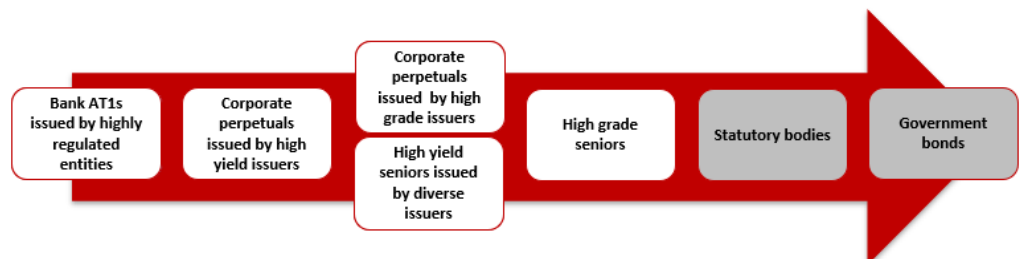 Bank AT1s
issued by highly
regulated
entities
Corporate
perpetuals
issued by high
yield issuers
Corporate
perpetuals
issued by high
grade issuers
High yield
seniors issued
by diverse
issuers
High grade
seniors
Statutory bodies
Government
bonds